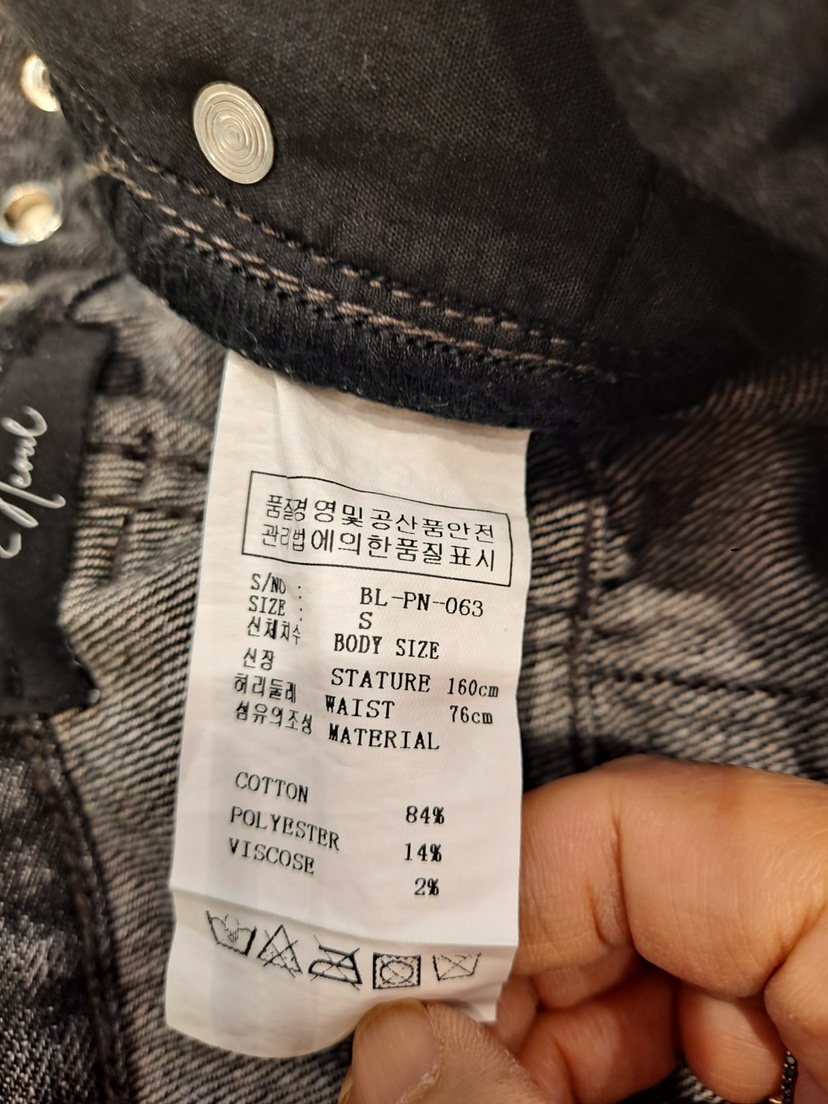 품질경영및공산품안전
관리법에의한품질표시
S/NO : BL-PN-063
SIZE : S
신체치수 BODY SIZE
신장 STATURE 160cm
허리둘레 WAIST 76cm
섬유의조성 MATERIAL
COTTON 84%
POLYESTER 14%
VISCOSE 2%